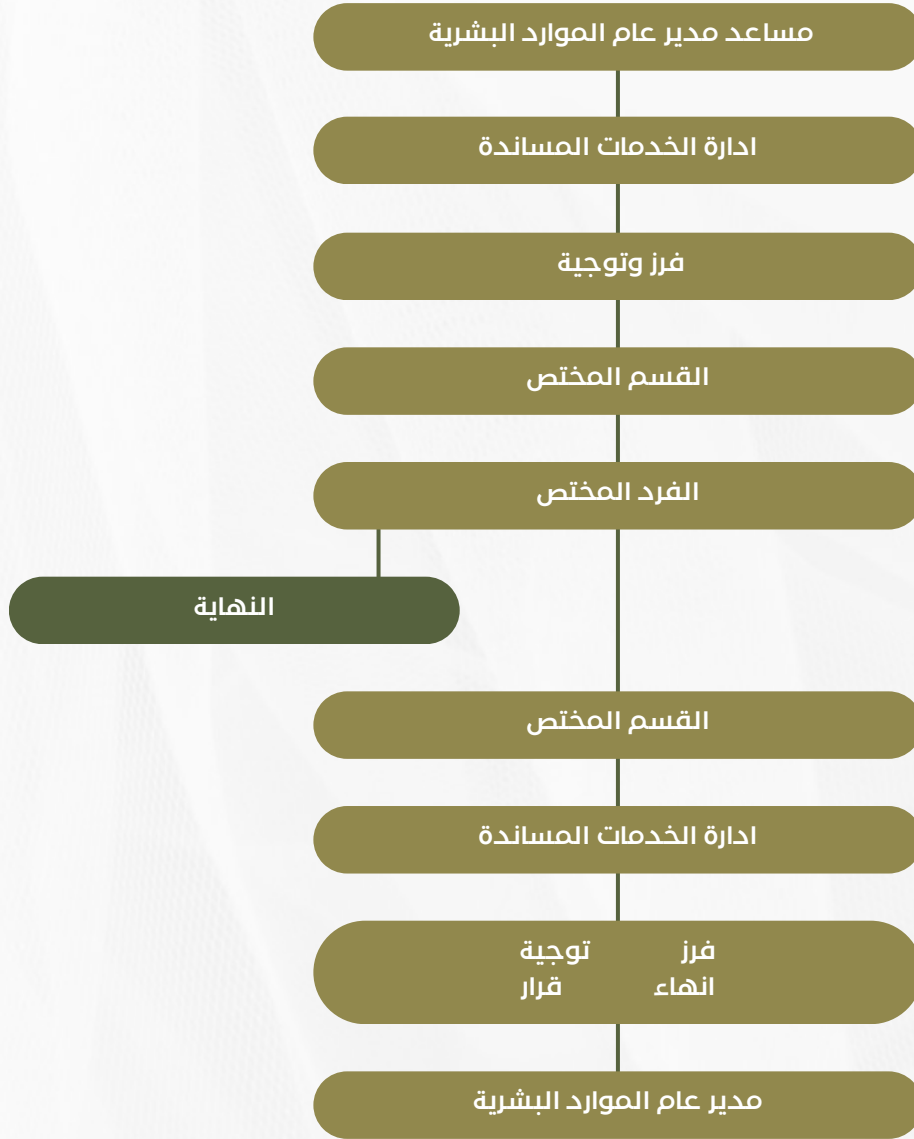 مساعد مدير عام الموارد البشرية
ادارة الخدمات المساندة
فرز وتوجية
القسم المختص
الفرد المختص
النهاية
القسم المختص
ادارة الخدمات المساندة
فرز توجية
انهاء قرار
مدير عام الموارد البشرية